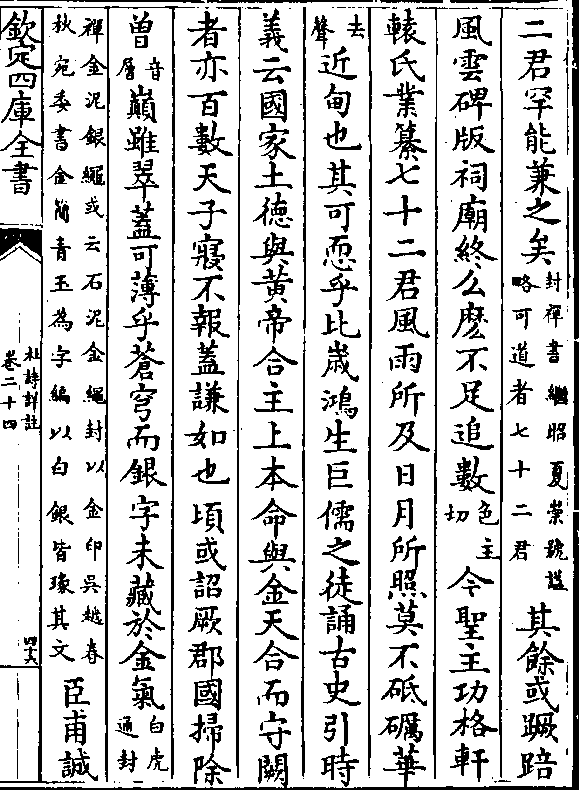 二君罕能兼之矣封禪書繼昭夏崇號諡略可道者七十二君其餘或蹶踣
風雲碑版祠廟終么麽不足追數色主切今聖主功格軒
轅氏業纂七十二君風雨所及日月所照莫不砥礪華
去聲近甸也其可恧乎比歲鴻生巨儒之徒誦古史引時
義云國家土德與黃帝合主上本命與金天合而守闕
者亦百數天子寢不報蓋謙如也頃或詔厥郡國掃除
曽音層巔雖翠蓋可薄乎蒼穹而銀字未藏於金氣白虎通封
禪金泥銀繩或云石泥金繩封以金印吳越春秋宛委書金簡青玉為字編以白銀皆瑑其文臣甫誠
欽定四庫全書
杜詩詳註
卷二十四